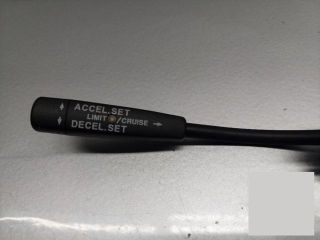 ACCEL.SET
LIMIT /CRUISE →
DECEL.SET